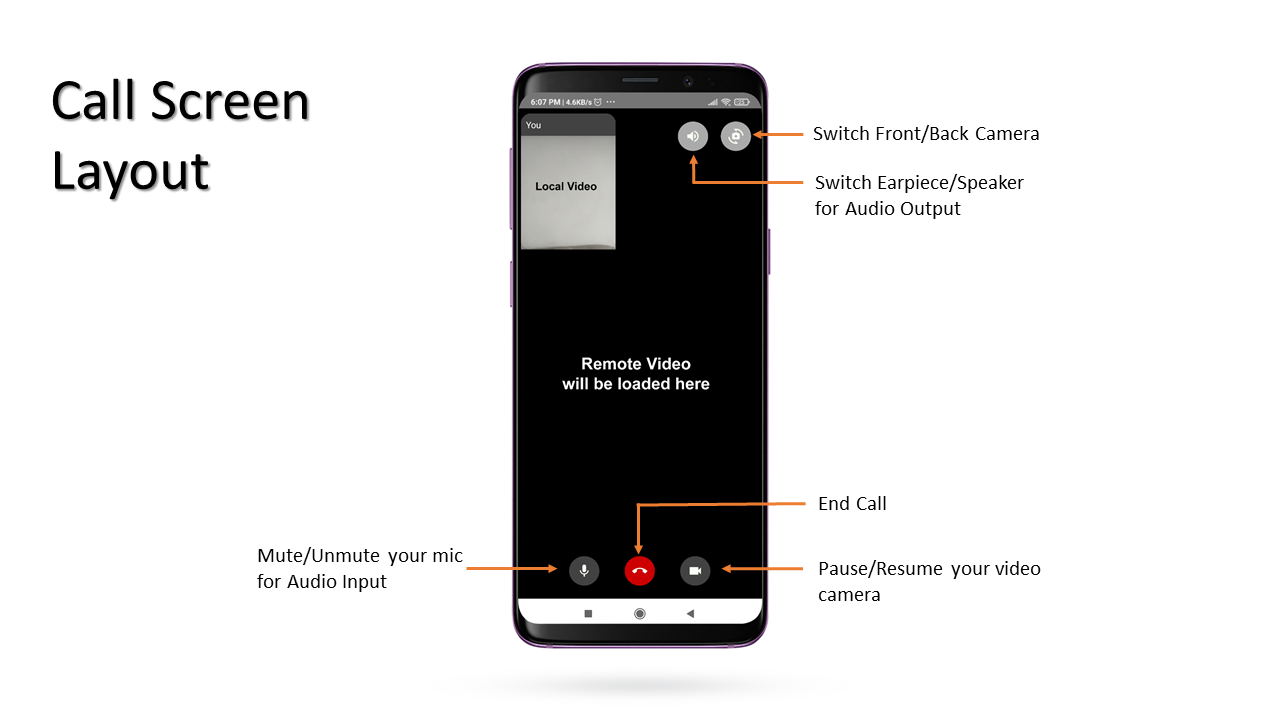 Call Screen
Layout
6:07 PM | 4.6KB/s
You
Local Video
Switch Front/Back Camera
Switch Earpiece/Speaker
for Audio Output
Remote Video
will be loaded here
End Call
Mute/Unmute your mic
for Audio Input
Pause/Resume your video
camera